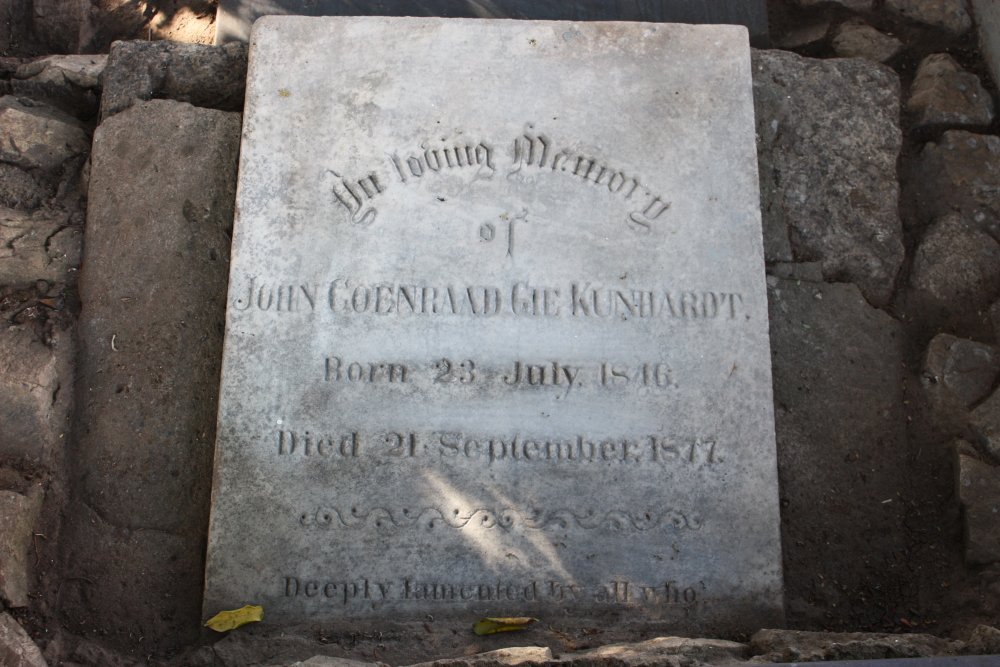 In loving Memory
of
JOHN COENRAAD GIE KUNHARDT.
Born 23 July. 1846.
Died 21 September. 1877.
Deeply lamented by all who